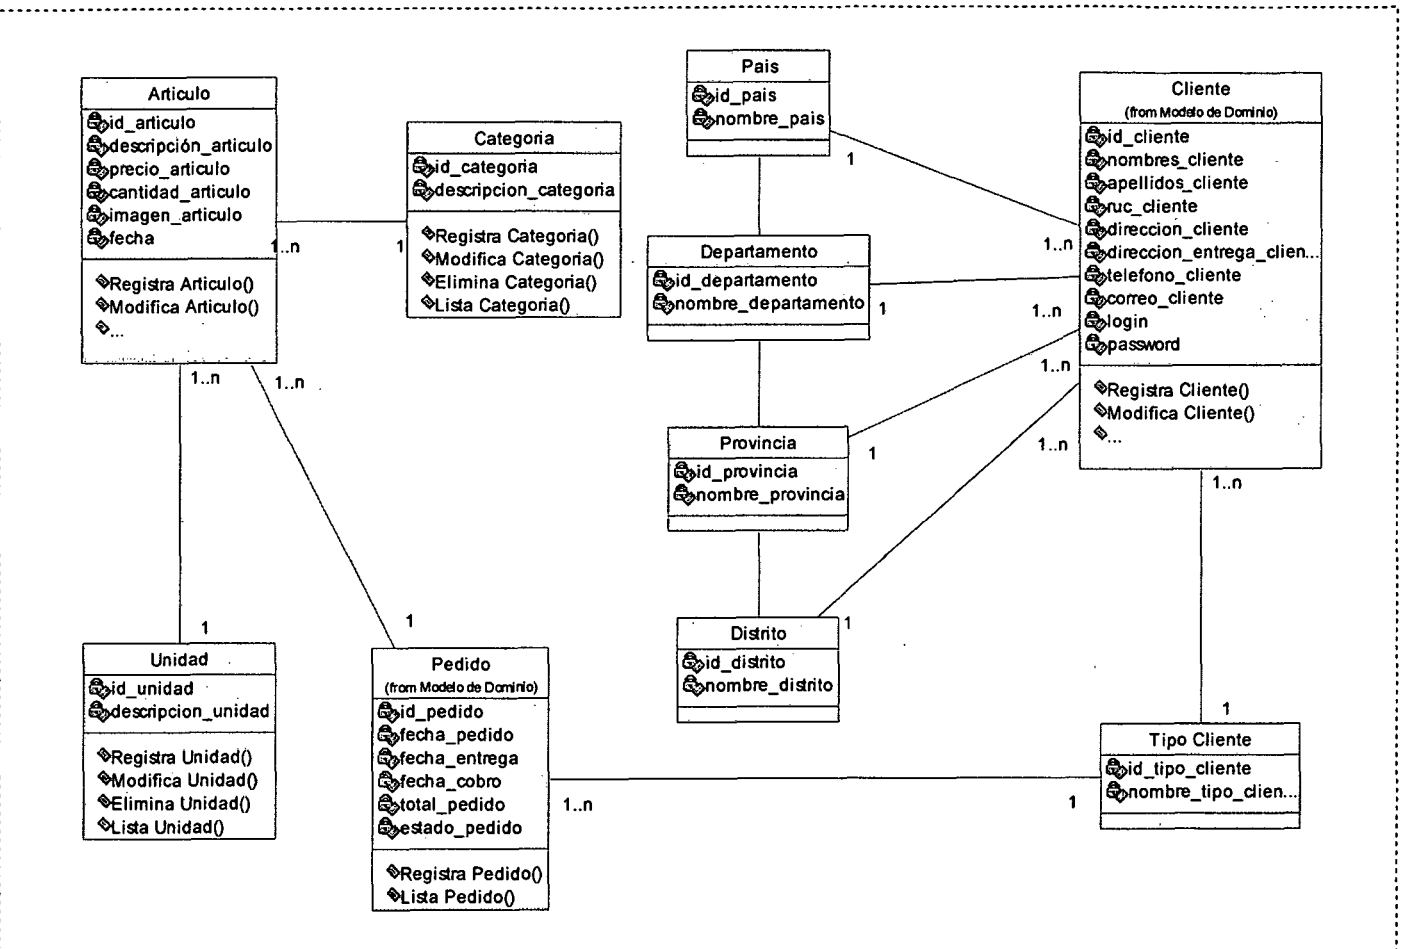 Articulo
id_articulo
descripción_articulo
precio_articulo
cantidad_articulo
imagen_articulo
fecha
Registra Articulo()
Modifica Articulo()
...
1..n
1
1..n
1..n
Categoria
id_categoria
descripcion_categoria
Registra Categoria()
Modifica Categoria()
Elimina Categoria()
Lista Categoria()
Pais
id_pais
nombre_pais
1
1..n
Departamento
id_departamento
nombre_departamento
1
1..n
Provincia
id_provincia
nombre_provincia
1
1..n
Distrito
id_distrito
nombre_distrito
1
1..n
Cliente
(from Modelo de Dominio)
id_cliente
nombres_cliente
apellidos_cliente
ruc_cliente
direccion_cliente
direccion_entrega_clien...
telefono_cliente
correo_cliente
login
password
Registra Cliente()
Modifica Cliente()
...
1..n
1
Unidad
id_unidad
descripcion_unidad
Registra Unidad()
Modifica Unidad()
Elimina Unidad()
Lista Unidad()
1
1
Pedido
(from Modelo de Dominio)
id_pedido
fecha_pedido
fecha_entrega
fecha_cobro
total_pedido
estado_pedido
Registra Pedido()
Lista Pedido()
1..n
1
Tipo Cliente
id_tipo_cliente
nombre_tipo_clien...